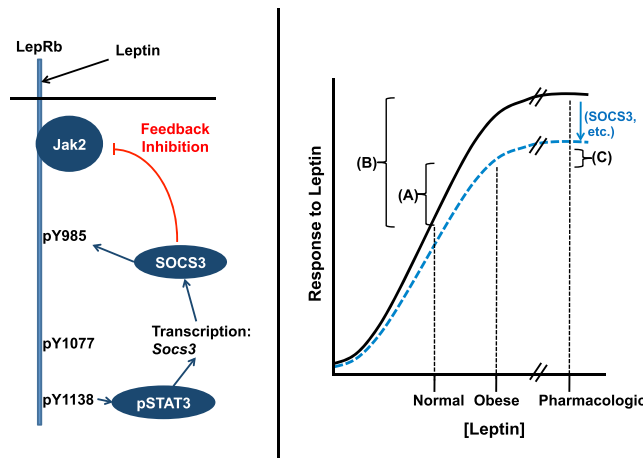 LepRb
Leptin
Jak2
Feedback
Inhibition
pY985
SOCS3
Transcription:
Socs3
pY1077
pY1138
pSTAT3
Response to Leptin
(B)
(A)
(SOCS3,
etc.)
(C)
Normal Obese Pharmacologic
[Leptin]